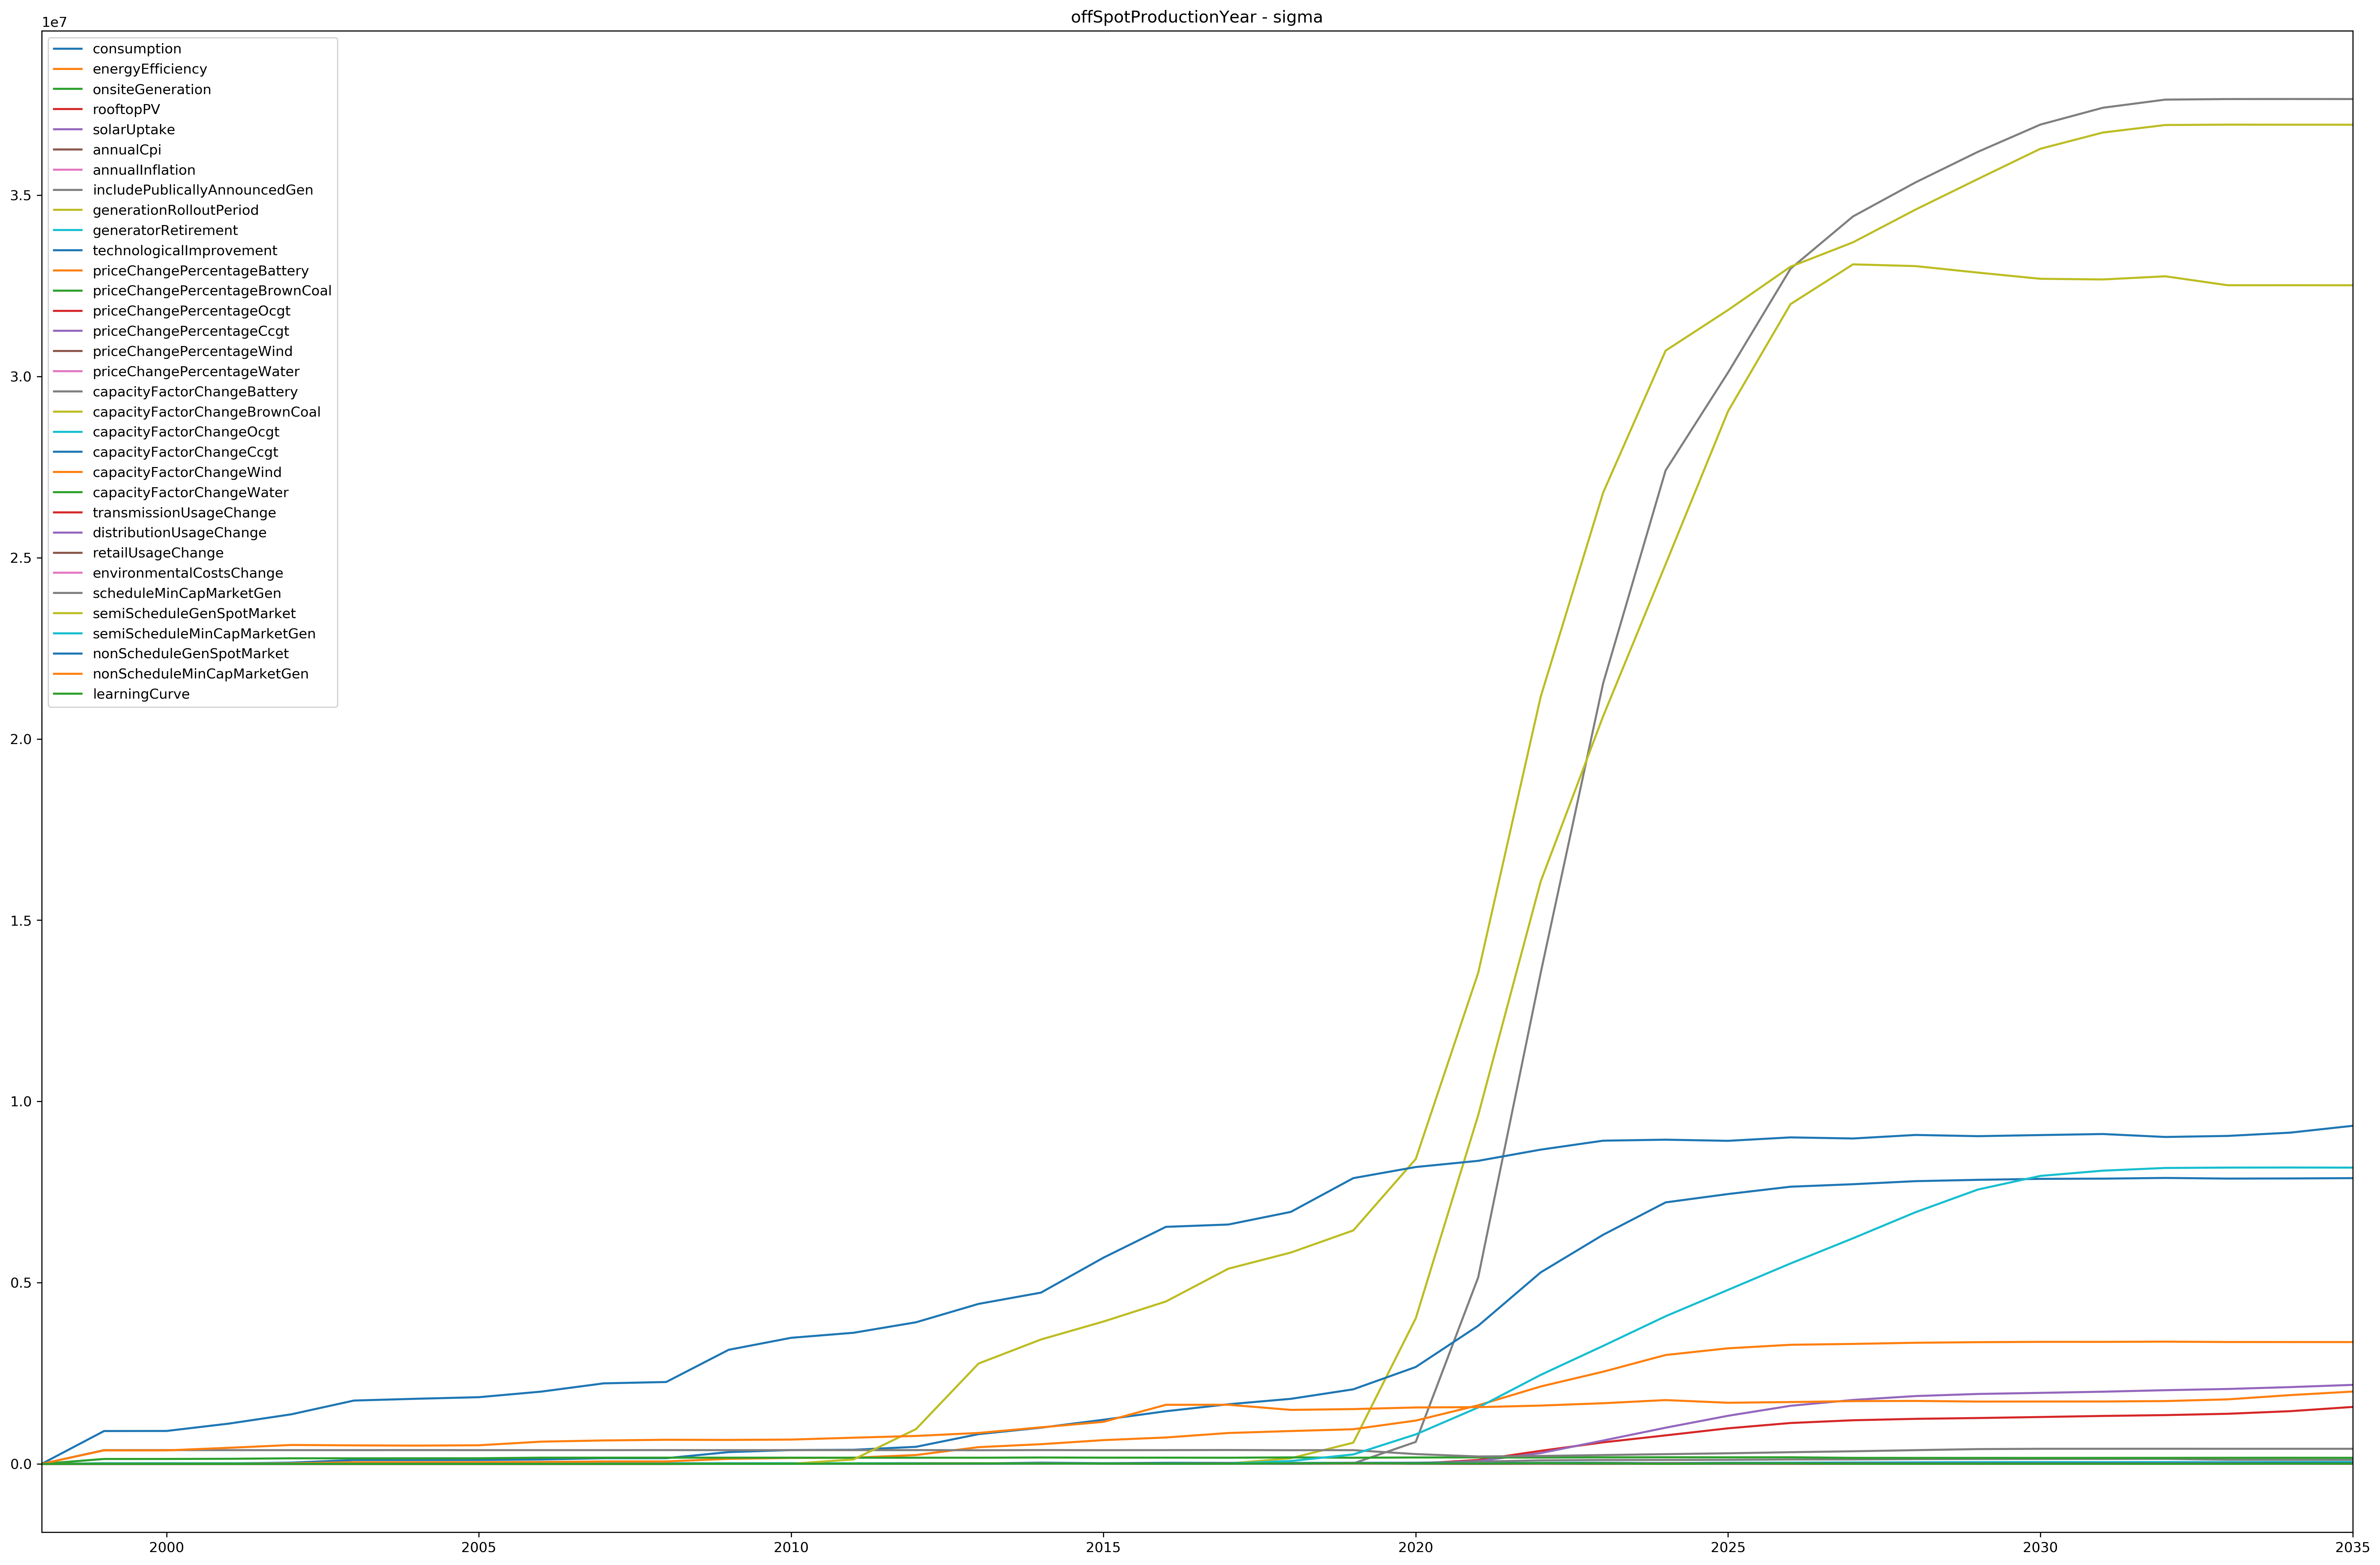 offSpotProductionYear - sigma
1e7
consumption
energyEfficiency
onsiteGeneration
rooftopPV
solarUptake
annualCpi
annualInflation
includePublicallyAnnouncedGen
generationRolloutPeriod
generatorRetirement
technologicalImprovement
priceChangePercentageBattery
priceChangePercentageBrownCoal
priceChangePercentageOcgt
priceChangePercentageCcgt
priceChangePercentageWind
priceChangePercentageWater
capacityFactorChangeBattery
capacityFactorChangeBrownCoal
capacityFactorChangeOcgt
capacityFactorChangeCcgt
capacityFactorChangeWind
capacityFactorChangeWater
transmissionUsageChange
distributionUsageChange
retailUsageChange
environmentalCostsChange
scheduleMinCapMarketGen
semiScheduleGenSpotMarket
semiScheduleMinCapMarketGen
nonScheduleGenSpotMarket
nonScheduleMinCapMarketGen
learningCurve
3.5
3.0
2.5
2.0
1.5
1.0
0.5
0.0
2000 2005 2010 2015 2020 2025 2030 2035